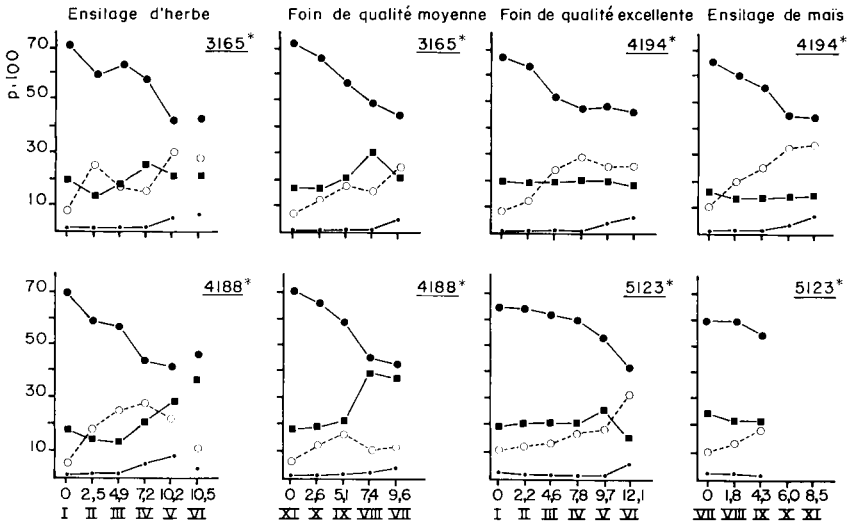 Ensilage d'herbe Foin de qualité moyenne Foin de qualité excellente Ensilage de maïs
3165* 3165* 4194* 4194*
p.100
70
50
30
10
4188* 4188* 5123* 5123*
70
50
30
10
0 2,5 4,9 7,2 10,2 10,5 0 2,6 5,1 7,4 9,6 0 2,2 4,6 7,8 9,7 12,1 0 1,8 4,3 6,0 8,5
I II III IV V VI XI X IX VIII VII I II III IV V VI VII VIII IX X XI